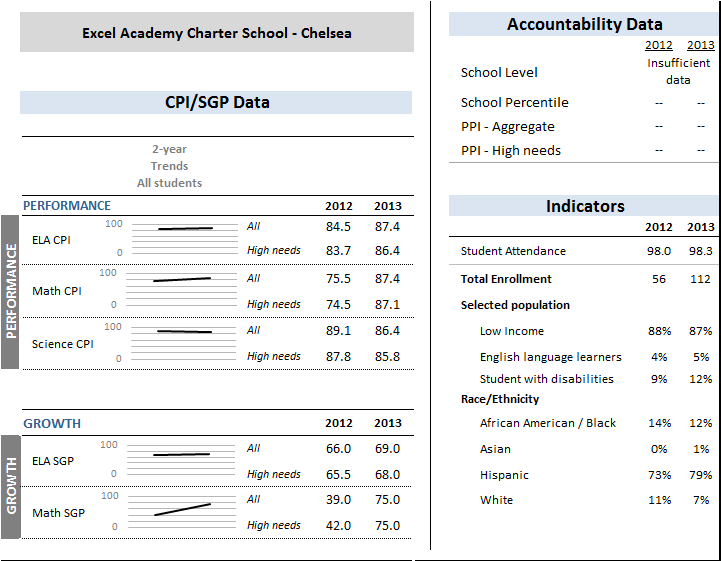 Excel Academy Charter School - Chelsea
CPI/SGP Data
2-year
Trends
All students
PERFORMANCE 2012 2013
PERFORMANCE
ELA CPI
100
0
All 84.5 87.4
High needs 83.7 86.4
Math CPI
100
0
All 75.5 87.4
High needs 74.5 87.1
Science CPI
100
0
All 89.1 86.4
High needs 87.8 85.8
GROWTH 2012 2013
GROWTH
ELA SGP
100
0
All 66.0 69.0
High needs 65.5 68.0
Math SGP
100
0
All 39.0 75.0
High needs 42.0 75.0
Accountability Data
2012 2013
School Level Insufficient
data
School Percentile -- --
PPI - Aggregate -- --
PPI - High needs -- --
Indicators
2012 2013
Student Attendance 98.0 98.3
Total Enrollment 56 112
Selected population
Low Income 88% 87%
English language learners 4% 5%
Student with disabilities 9% 12%
Race/Ethnicity
African American / Black 14% 12%
Asian 0% 1%
Hispanic 73% 79%
White 11% 7%